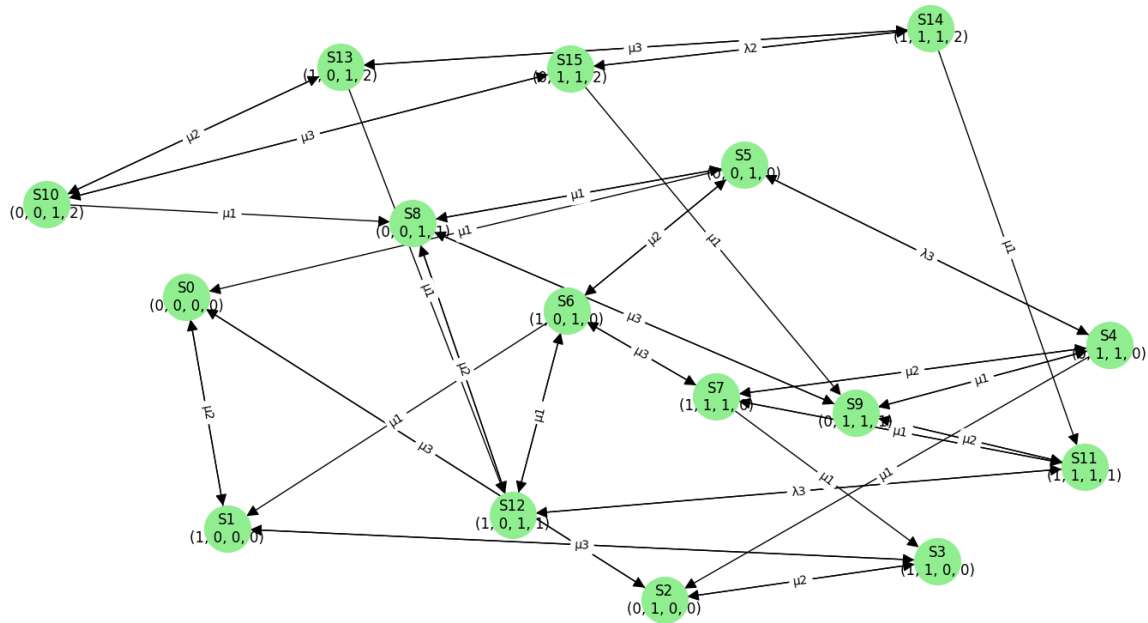 S14
(1, 1, 1, 2)
μ3
λ2
S13
(1, 0, 1, 2)
S15
(0, 1, 1, 2)
μ2
μ3
S5
(0, 0, 1, 0)
μ1
S10
(0, 0, 1, 2)
μ1
S8
(0, 0, 1, 1)
μ1
μ2
μ1
μ1
λ3
S0
(0, 0, 0, 0)
μ1
S6
(1, 0, 1, 0)
μ3
S4
(0, 1, 1, 0)
μ3
μ2
μ2
μ1
S7
(1, 1, 1, 0)
S9
(0, 1, 1, 1)
μ2
μ1
μ1
μ3
μ1
μ2
S11
(1, 1, 1, 1)
μ1
μ1
λ3
S12
(1, 0, 1, 1)
S1
(1, 0, 0, 0)
μ3
S3
(1, 1, 0, 0)
μ2
S2
(0, 1, 0, 0)